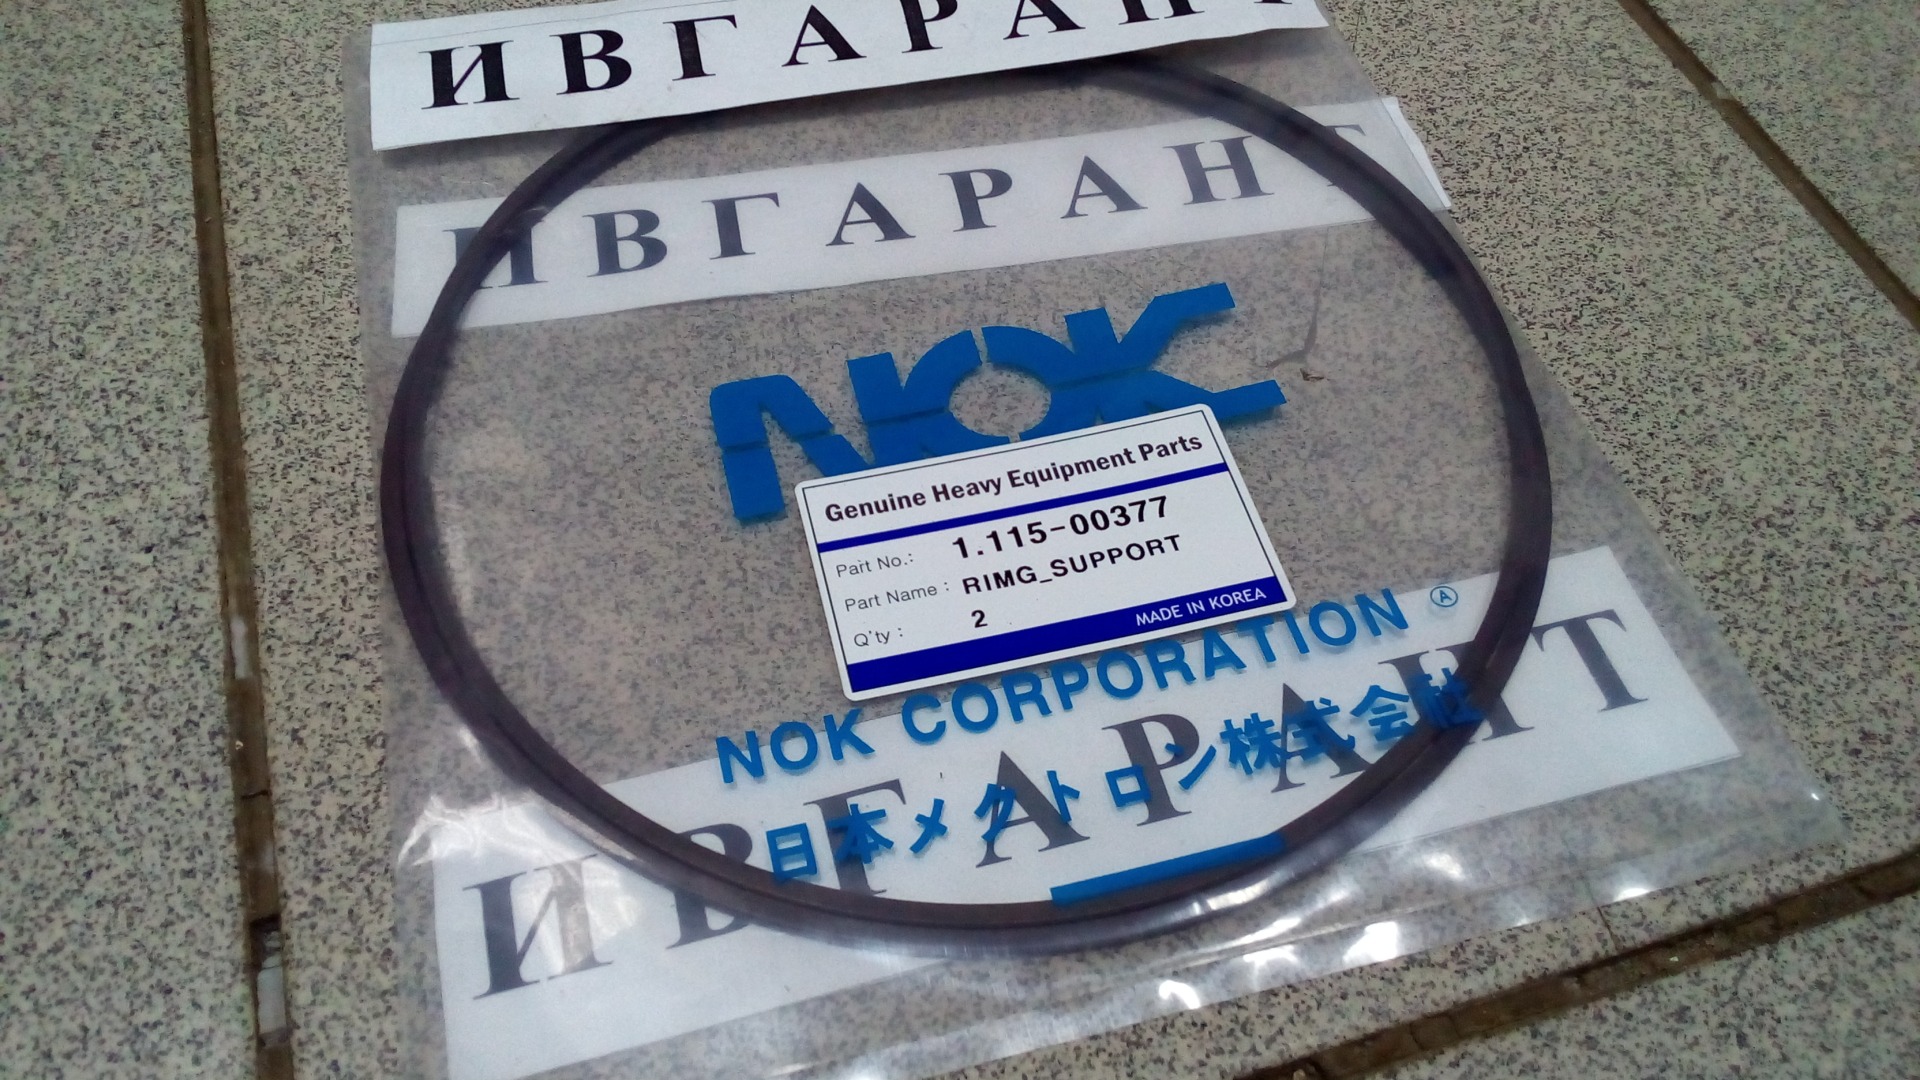 ИВГАРАНТ
ИВГАРАНТ
NOK
Genuine Heavy Equipment Parts
Part No.: 1.115-00377
Part Name: RIMG_SUPPORT
Q'ty: 2
MADE IN KOREA
NOK CORPORATION Ⓐ
日本メクトロン株式会社
ИВГАРАНТ